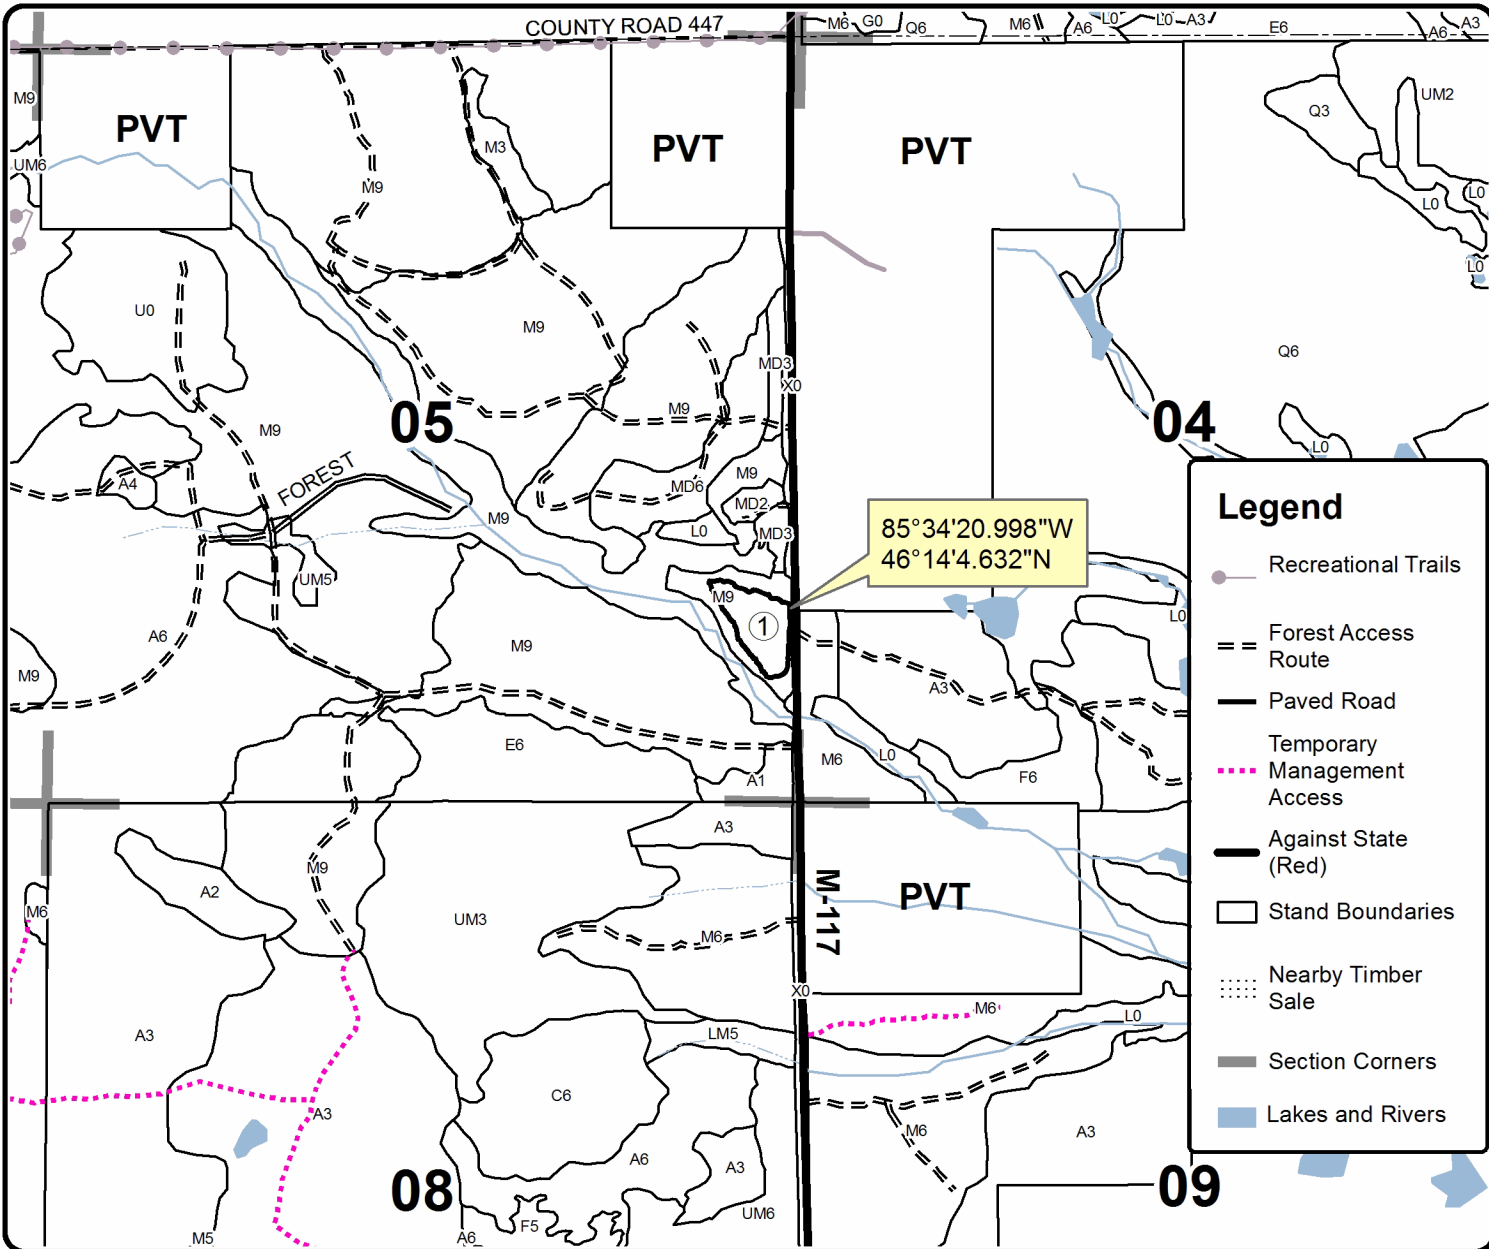 COUNTY ROAD 447
M6
G0
Q6
M6
A6
L0
L0
A3
E6
A6
A3
M9
PVT
UM6
M9
M3
PVT
PVT
Q3
UM2
L0
L0
L0
U0
M9
MD3
X0
Q6
M9
05
M9
04
L0
A4
FOREST
M9
MD6
M9
MD2
L0
MD3
85°34'20.998"W
46°14'4.632"N
UM5
M9
1
L0
A6
M9
M9
A3
E6
A1
M6
L0
F6
A3
M9
A2
M6
UM3
M6
M-117
PVT
X0
M6
L0
A3
LM5
C6
A3
M6
A3
A6
A3
08
09
UM6
F5
M5
A6
Legend
Recreational Trails
Forest Access
Route
Paved Road
Temporary
Management
Access
Against State
(Red)
Stand Boundaries
Nearby Timber
Sale
Section Corners
Lakes and Rivers